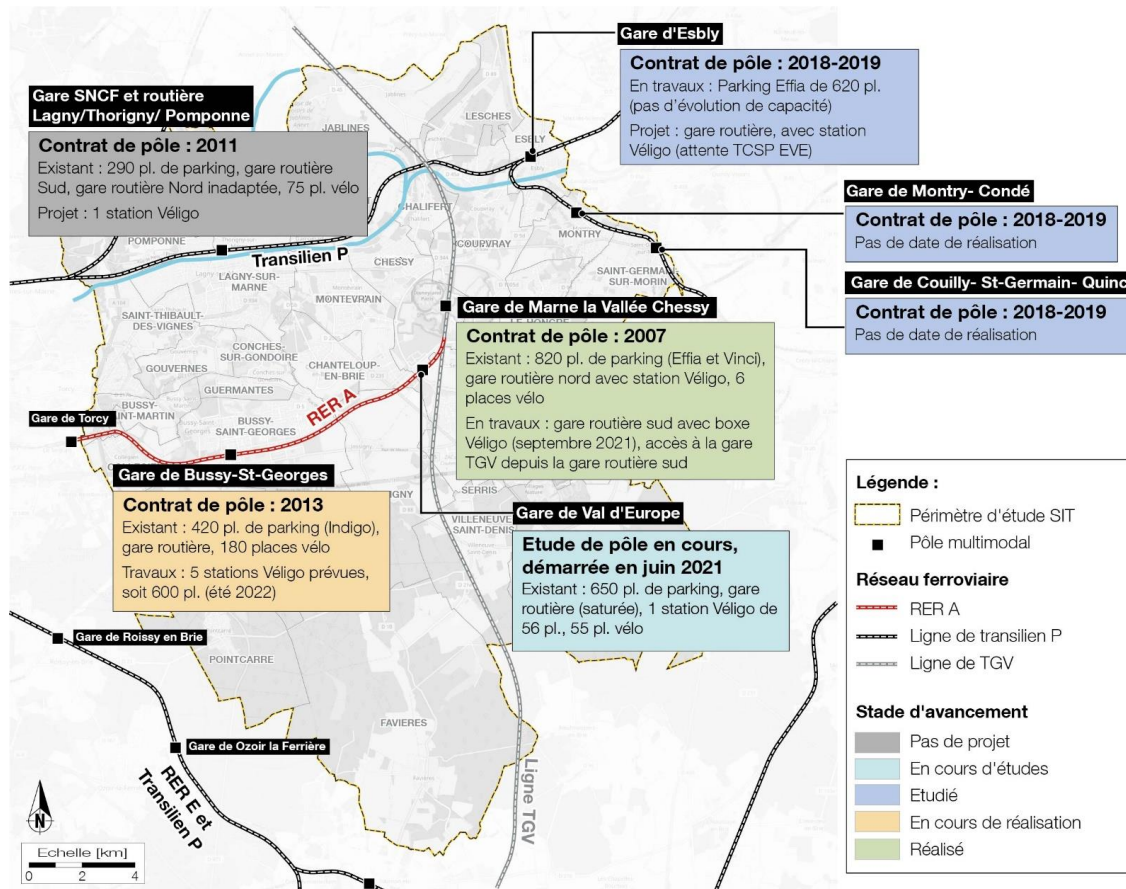 Gare d'Esbly
Contrat de pôle : 2018-2019
En travaux : Parking Effia de 620 pl.
(pas d'évolution de capacité)
Projet : gare routière, avec station
Véligo (attente TCSP EVE)
Gare SNCF et routière
Lagny/Thorigny/ Pomponne
Contrat de pôle : 2011
Existant : 290 pl. de parking, gare routière
Sud, gare routière Nord inadaptée, 75 pl. vélo
Projet : 1 station Véligo
JABLINES
LESCHES
ESBLY
CHALIFERT
COUPVRAY
MONTRY
POMPONNE
Transilien P
CHESSY
LAGNY-SUR-
MARNE
MONTEVRAIN
SAINT-GERMAIN
SUR-MORIN
Gare de Montry- Condé
Contrat de pôle : 2018-2019
Pas de date de réalisation
Gare de Couilly- St-Germain- Quinc
Contrat de pôle : 2018-2019
Pas de date de réalisation
Gare de Marne la Vallée Chessy
Contrat de pôle : 2007
Existant : 820 pl. de parking (Effia et Vinci),
gare routière nord avec station Véligo, 6
places vélo
En travaux : gare routière sud avec boxe
Véligo (septembre 2021), accès à la gare
TGV depuis la gare routière sud
SAINT-THIBAULT
DES-VIGNES
CONCHES-
SUR-GONDOIRE
GOUVERNES
CHANTELOUP
EN-BRIE
GUERMANTES
BUSSY
SAINT-MARTIN
BUSSY-
SAINT-GEORGES
RER A
Gare de Torcy
Gare de Bussy-St-Georges
Contrat de pôle : 2013
Existant : 420 pl. de parking (Indigo),
gare routière, 180 places vélo
Travaux : 5 stations Véligo prévues,
soit 600 pl. (été 2022)
SERRIS
VILLENEUVE
SAINT-DENIS
Gare de Val d'Europe
Etude de pôle en cours,
démarrée en juin 2021
Existant : 650 pl. de parking, gare
routière (saturée), 1 station Véligo de
56 pl., 55 pl. vélo
Gare de Roissy en Brie
PONTCARRE
FAVIERES
Gare de Ozoir la Ferrière
RER E et
Transilien P
Ligne TGV
N
Echelle [km]
0 2 4
Légende :
Périmètre d'étude SIT
Pôle multimodal
Réseau ferroviaire
RER A
Ligne de transilien P
Ligne de TGV
Stade d'avancement
Pas de projet
En cours d'études
Etudié
En cours de réalisation
Réalisé